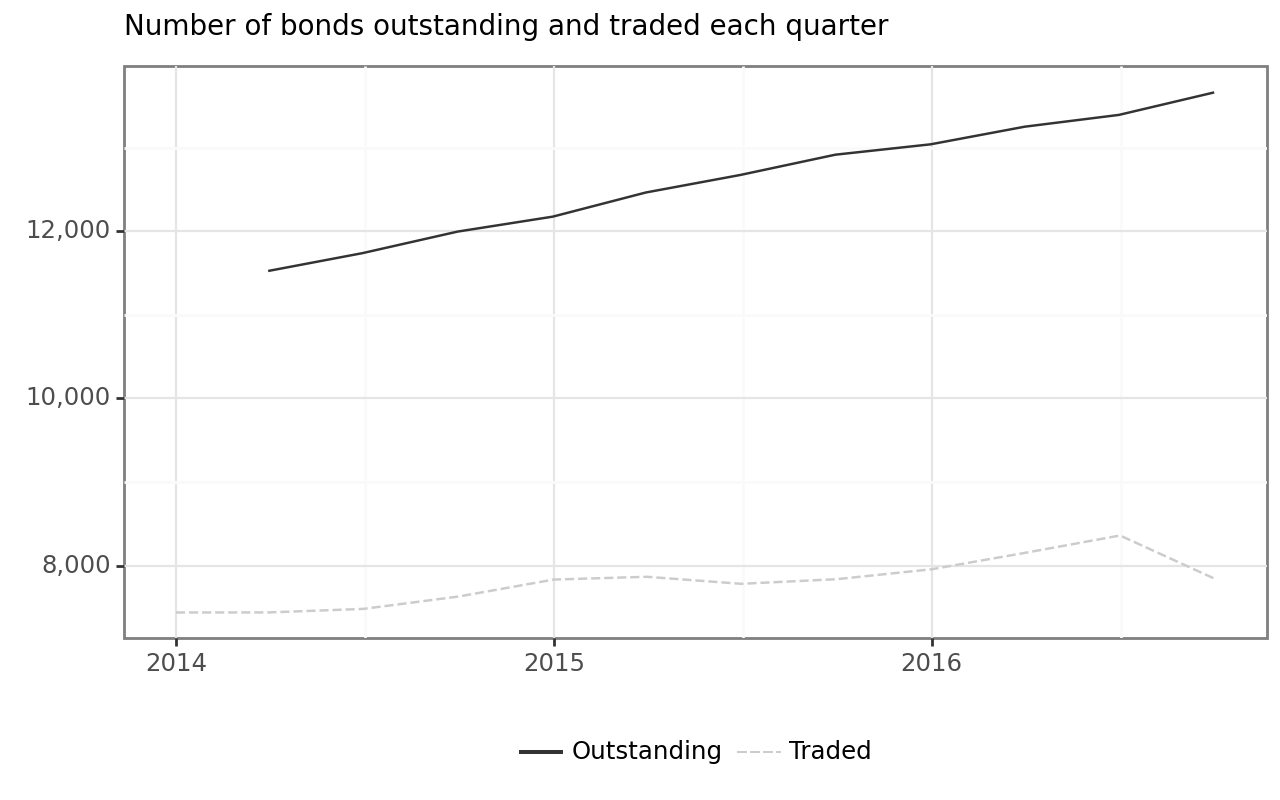 Number of bonds outstanding and traded each quarter
12,000
10,000
8,000
2014 2015 2016
Outstanding Traded